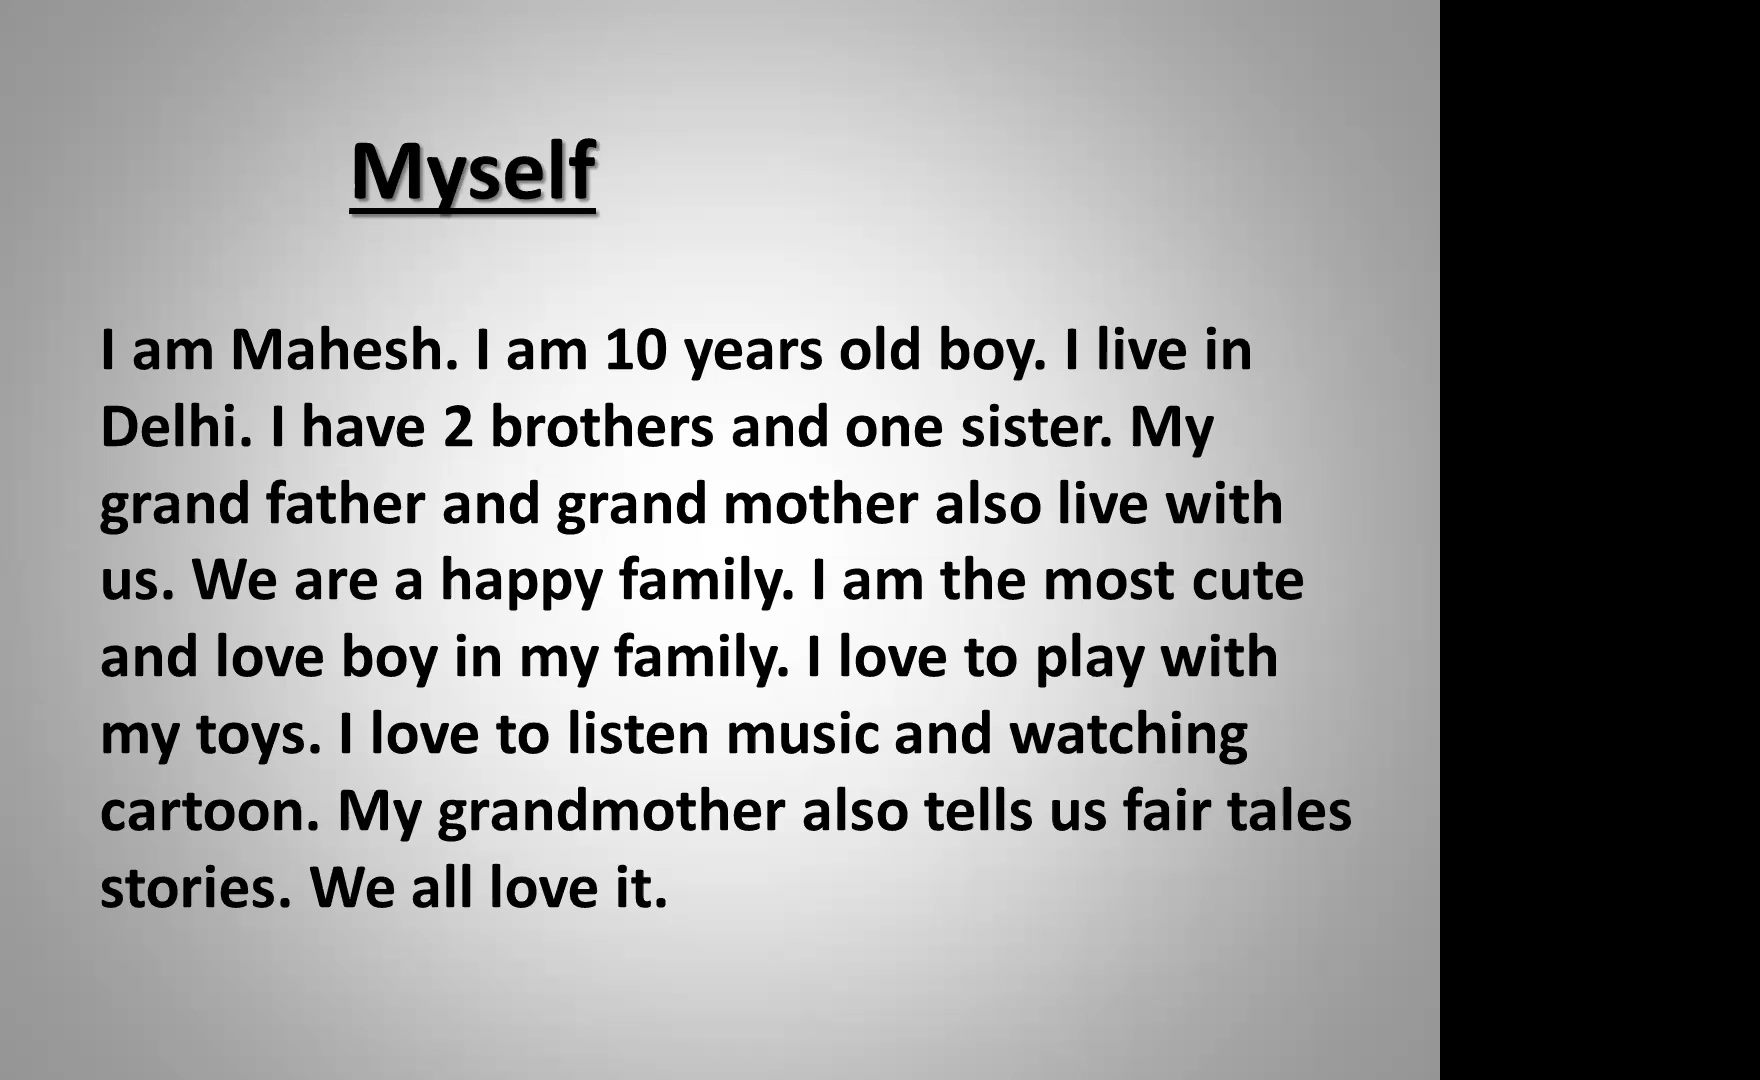 Myself
I am Mahesh. I am 10 years old boy. I live in
Delhi. I have 2 brothers and one sister. My
grand father and grand mother also live with
us. We are a happy family. I am the most cute
and love boy in my family. I love to play with
my toys. I love to listen music and watching
cartoon. My grandmother also tells us fair tales
stories. We all love it.